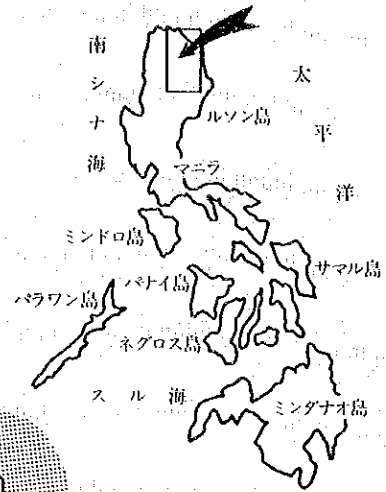 南シナ海
太平洋
ルソン島
マニラ
ミンドロ島
サマル島
パナイ島
パラワン島
ネグロス島
スル海
ミンダナオ島